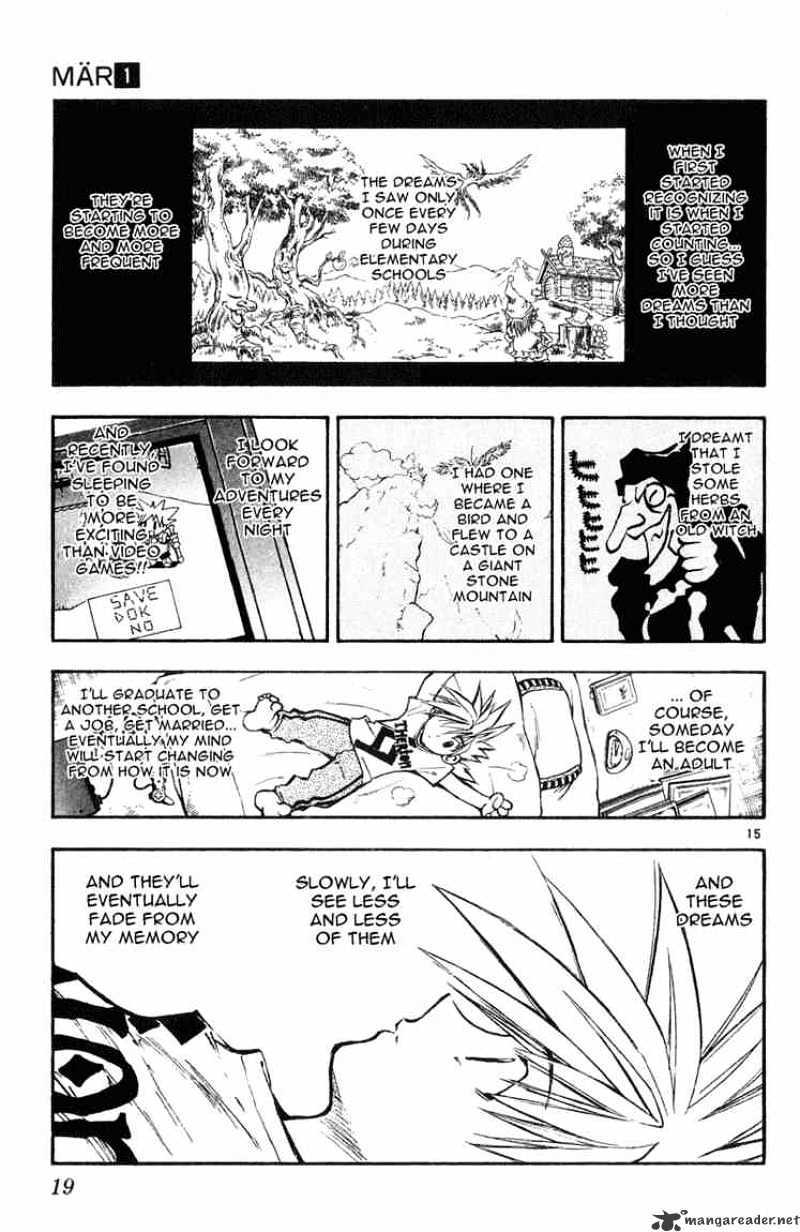 MÄR 1
WHEN I
FIRST
STARTED
RECOGNIZING
IT IS WHEN I
STARTED
COUNTING...
SO I GUESS
I'VE SEEN
MORE
DREAMS THAN
I THOUGHT
THE DREAMS
I SAW ONLY
ONCE EVERY
FEW DAYS
DURING
ELEMENTARY
SCHOOLS
THEY'RE
STARTING TO
BECOME MORE
AND MORE
FREQUENT
I DREAMT
THAT I
STOLE
SOME
HERBS
FROM AN
OLD WITCH
EEEEEE
I HAD ONE
WHERE I
BECAME A
BIRD AND
FLEW TO A
CASTLE ON
A GIANT
STONE
MOUNTAIN
I LOOK
FORWARD
TO MY
ADVENTURES
EVERY
NIGHT
AND
RECENTLY,
I'VE FOUND
SLEEPING
TO BE
MORE
EXCITING
THAN VIDEO
GAMES!!
SAVE
DOK
NO
... OF
COURSE,
SOMEDAY
I'LL BECOME
AN ADULT
I'LL GRADUATE TO
ANOTHER SCHOOL, GET
A JOB, GET MARRIED...
EVENTUALLY MY MIND
WILL START CHANGING
FROM HOW IT IS NOW
15
AND
THESE
DREAMS
SLOWLY, I'LL
SEE LESS
AND LESS
OF THEM
AND THEY'LL
EVENTUALLY
FADE FROM
MY MEMORY
19
mangareader.net